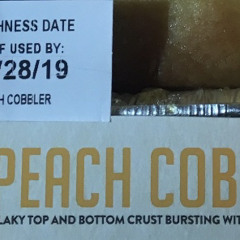 HNESS DATE
F USED BY:
/28/19
H COBBLER
PEACH COB
LAKY TOP AND BOTTOM CRUST BURSTING WIT